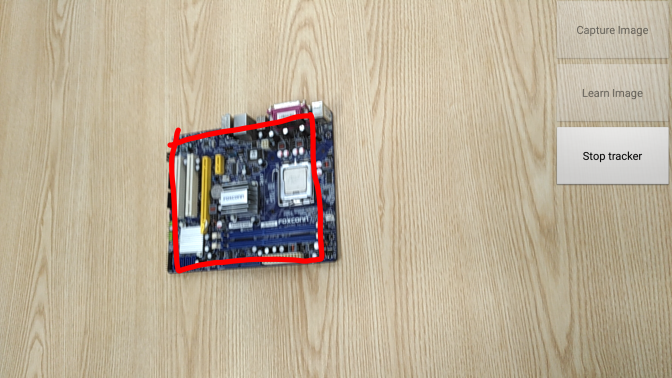 Capture Image
Learn Image
Stop tracker
FOXCONN